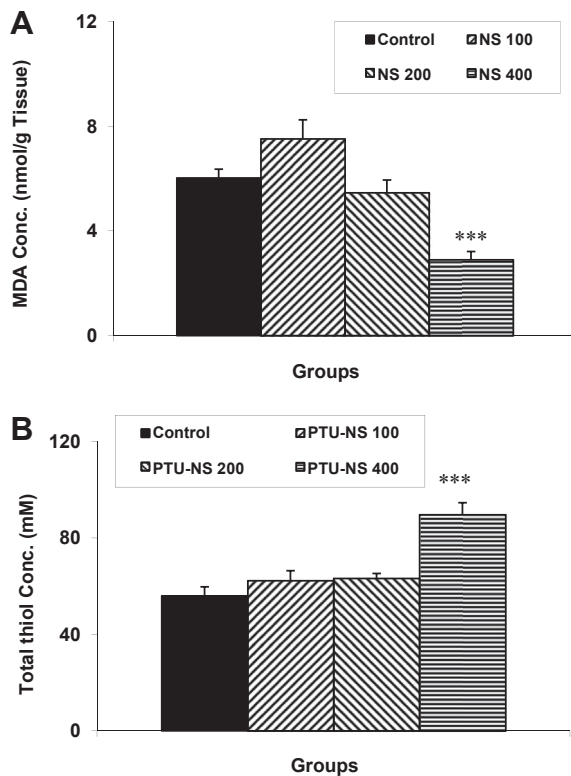 A
MDA Conc. (nmol/g Tissue)
12
8
4
0
Control NS 100
NS 200 NS 400
***
Groups
B
Total thiol Conc. (mM)
120
80
40
0
Control PTU-NS 100
PTU-NS 200 PTU-NS 400
***
Groups